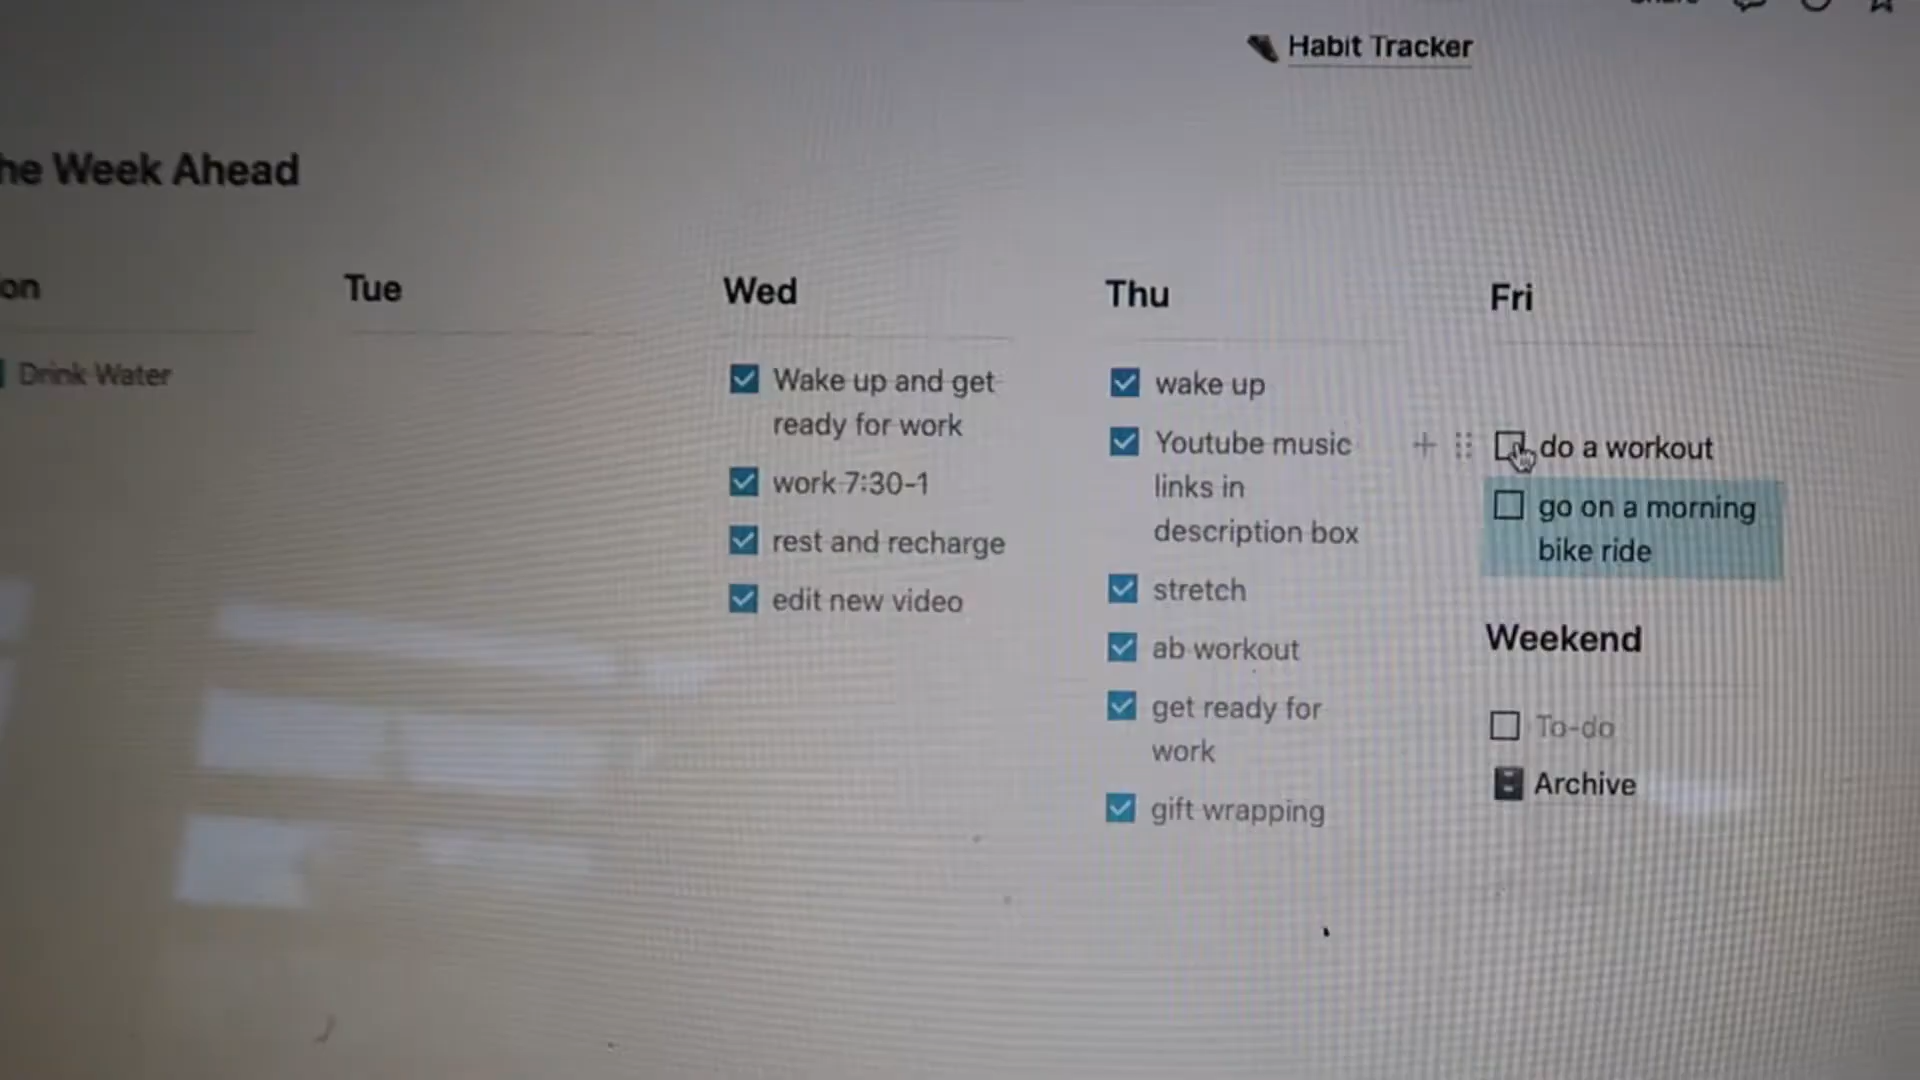 Share
Habit Tracker
he Week Ahead
on
Tue
Wed
Thu
Fri
Drink Water
Wake up and get
ready for work
work 7:30-1
rest and recharge
edit new video
wake up
Youtube music
links in
description box
stretch
ab workout
get ready for
work
gift wrapping
do a workout
go on a morning
bike ride
Weekend
To-do
Archive